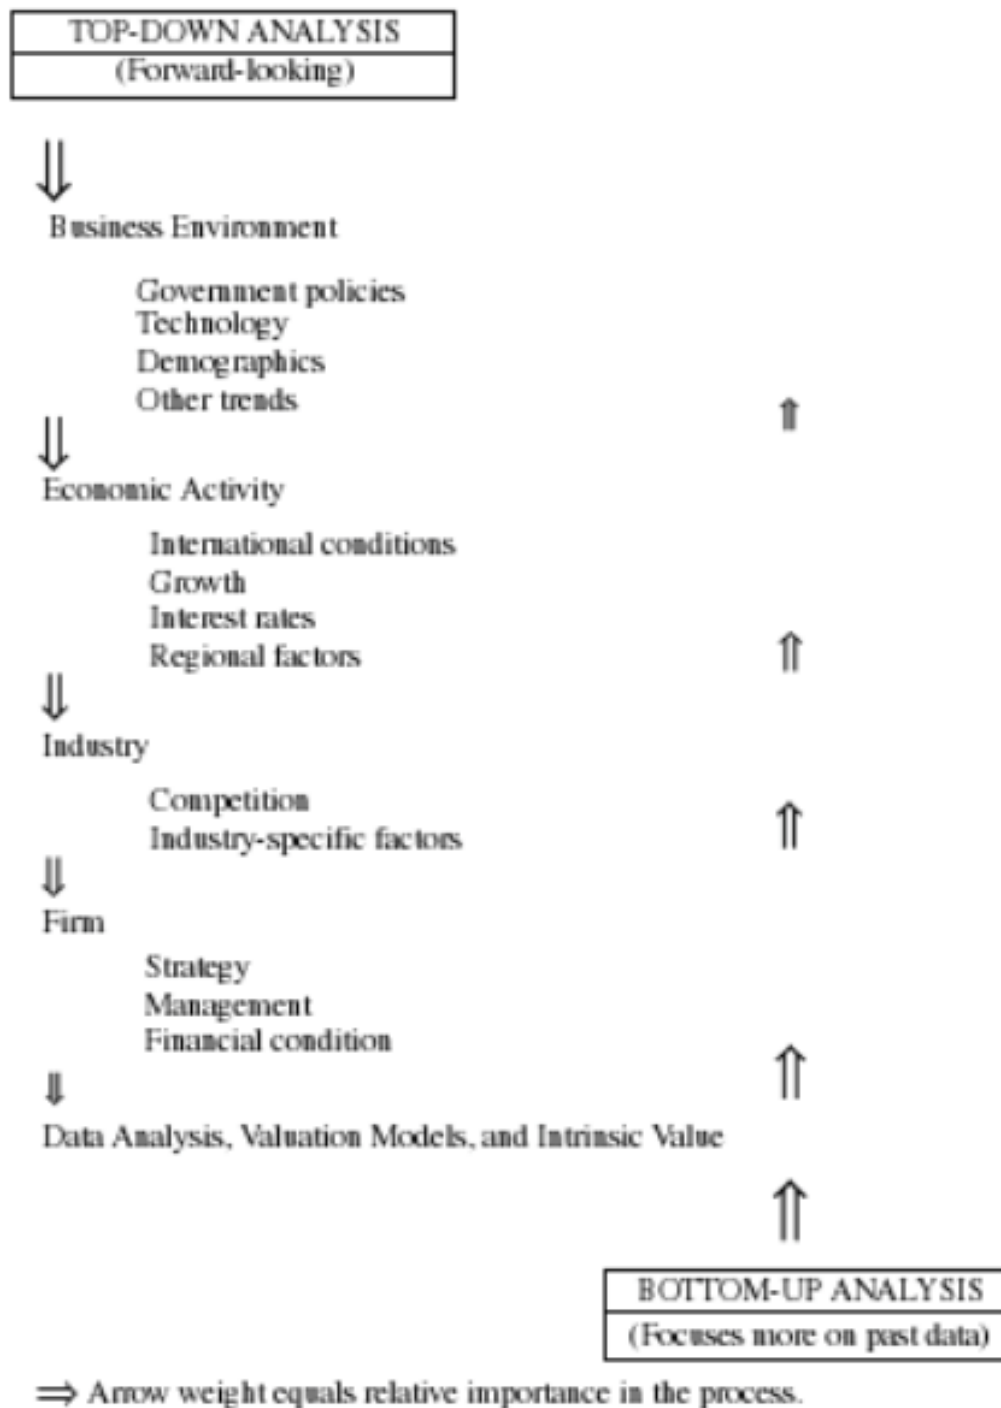 TOP-DOWN ANALYSIS
(Forward-looking)
Business Environment
Government policies
Technology
Demographics
Other trends
Economic Activity
International conditions
Growth
Interest rates
Regional factors
Industry
Competition
Industry-specific factors
Firm
Strategy
Management
Financial condition
Data Analysis, Valuation Models, and Intrinsic Value
BOTTOM-UP ANALYSIS
(Focuses more on past data)
⇒ Arrow weight equals relative importance in the process.